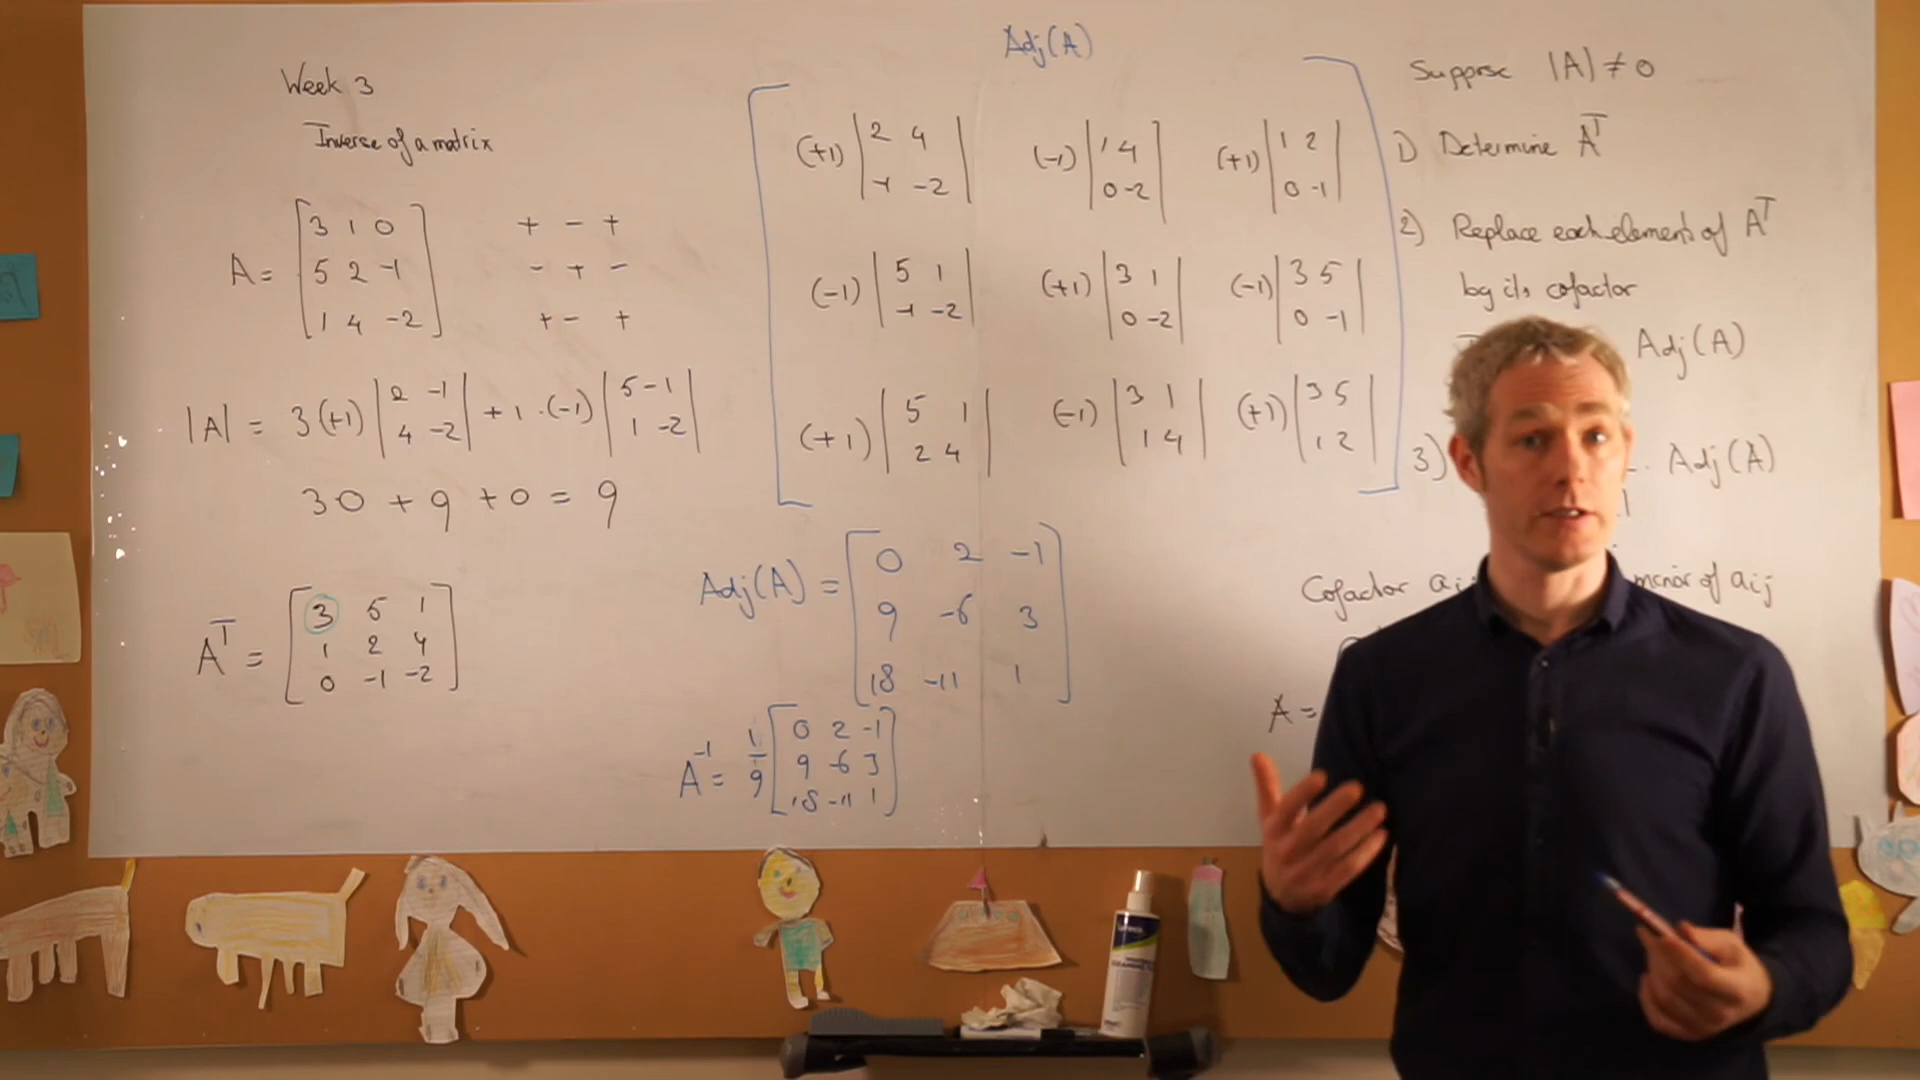 Week 3
Inverse of a matrix
A = [3 1 0
5 2 -1
1 4 -2]
+ - +
- + -
+ - +
|A| = 3(+1) |2 -1
4 -2| + 1 · (-1) |5 -1
1 -2|
30 + 9 + 0 = 9
A^T = [3 5 1
1 2 4
0 -1 -2]
Adj(A)
(+1) |2 4
-1 -2|
(-1) |1 4
0 -2|
(+1) |1 2
0 -1|
(-1) |5 1
-1 -2|
(+1) |3 1
0 -2|
(-1) |3 5
0 -1|
(+1) |5 1
2 4|
(-1) |3 1
1 4|
(+1) |3 5
1 2|
Adj(A) = [0 2 -1
9 -6 3
18 -11 1]
A^-1 = 1/9 [0 2 -1
9 -6 3
18 -11 1]
Suppose |A| ≠ 0
1) Determine A^T
2) Replace each elements of A^T
by its cofactor
Adj(A)
3) Adj(A)
Cofactor aij minor of aij
A =